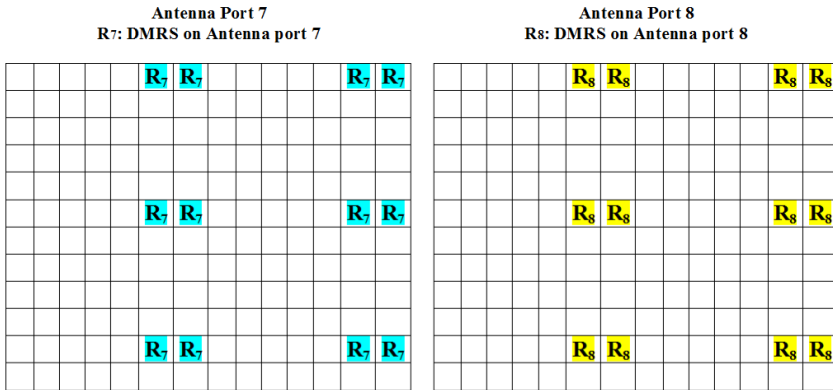 Antenna Port 7
R7: DMRS on Antenna port 7
R7 R7 R7 R7
R7 R7 R7 R7
R7 R7 R7 R7
Antenna Port 8
R8: DMRS on Antenna port 8
R8 R8 R8 R8
R8 R8 R8 R8
R8 R8 R8 R8